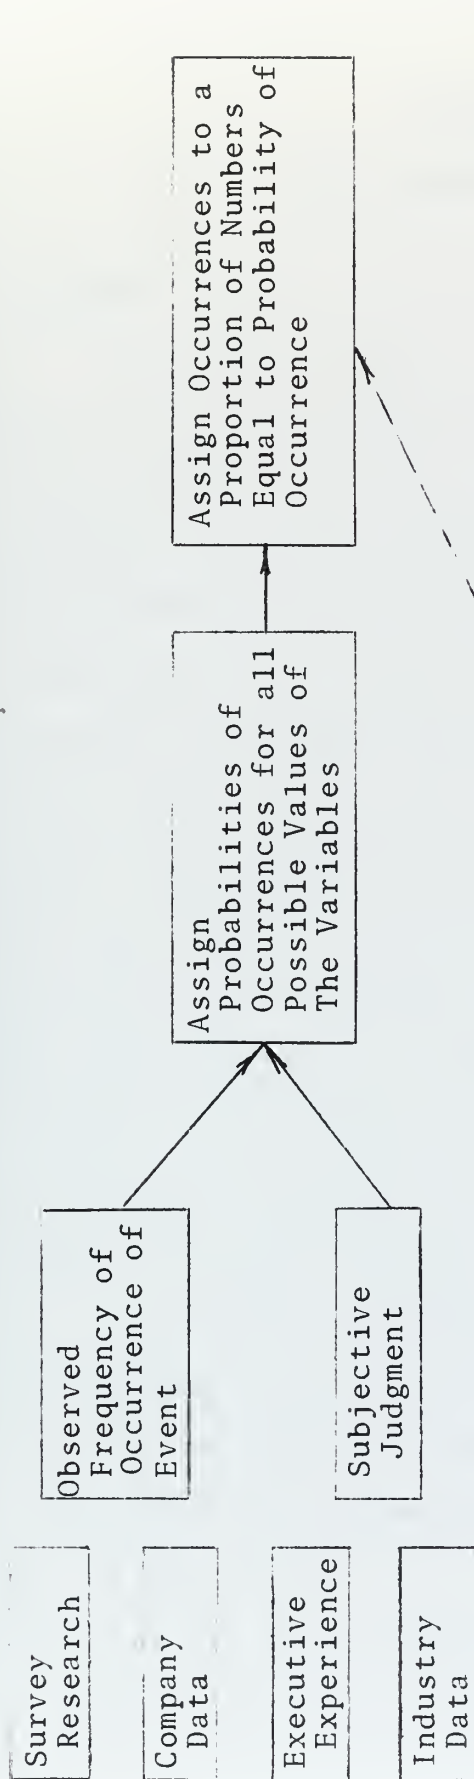 Survey
Research
Company
Data
Executive
Experience
Industry
Data
Observed
Frequency of
Occurrence of
Event
Subjective
Judgment
Assign
Probabilities of
Occurrences for all
Possible Values of
The Variables
Assign Occurrences to a
Proportion of Numbers
Equal to Probability of
Occurrence